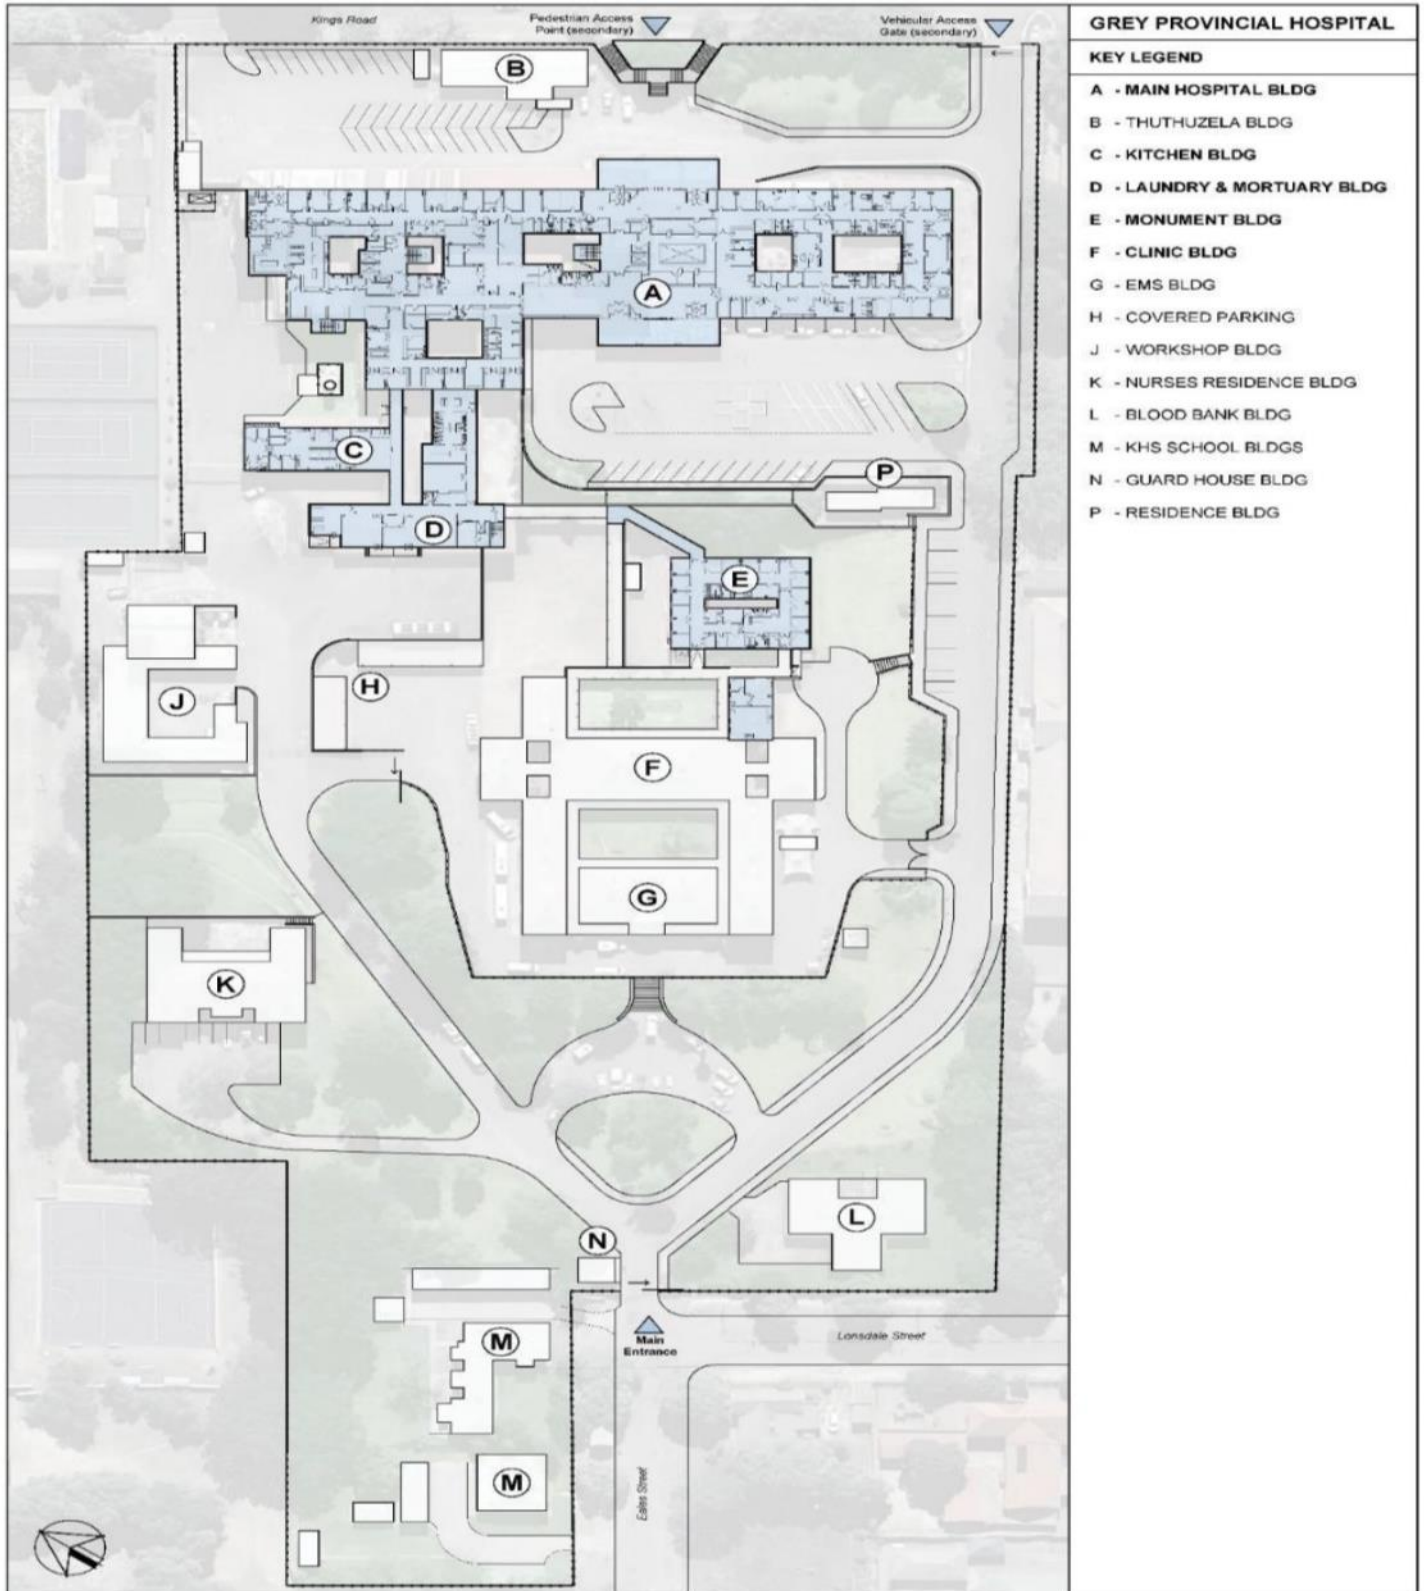 Kings Road
Pedestrian Access
Point (secondary)
Vehicular Access
Gate (secondary)
GREY PROVINCIAL HOSPITAL
KEY LEGEND
A - MAIN HOSPITAL BLDG
B - THUTHUZELA BLDG
C - KITCHEN BLDG
D - LAUNDRY & MORTUARY BLDG
E - MONUMENT BLDG
F - CLINIC BLDG
G - EMS BLDG
H - COVERED PARKING
J - WORKSHOP BLDG
K - NURSES RESIDENCE BLDG
L - BLOOD BANK BLDG
M - KHS SCHOOL BLDGS
N - GUARD HOUSE BLDG
P - RESIDENCE BLDG
B
A
C
P
D
E
H
J
F
G
K
L
N
Main
Entrance
Lonsdale Street
M
M
Eales Street